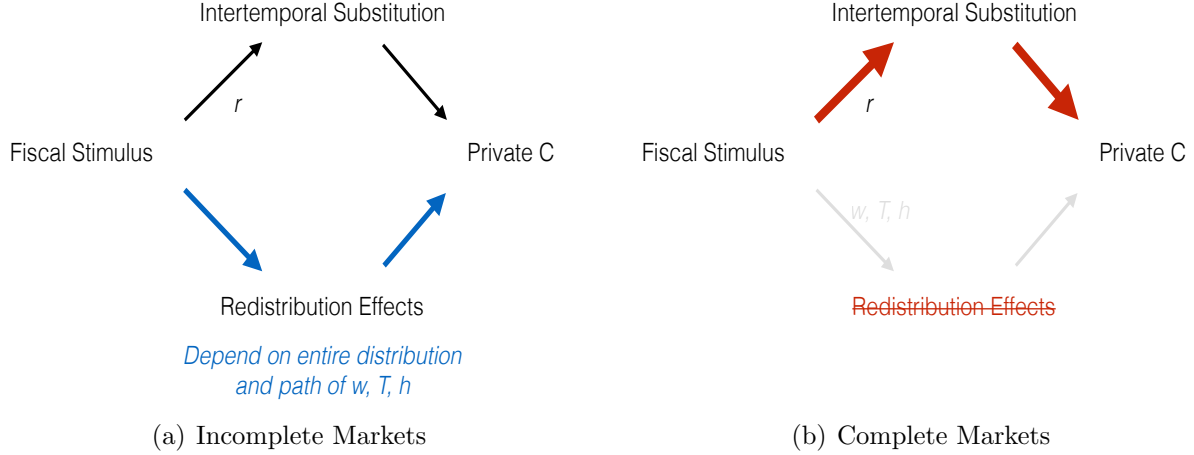 Intertemporal Substitution
r
Fiscal Stimulus
Private C
Redistribution Effects
Depend on entire distribution
and path of w, T, h
(a) Incomplete Markets
Intertemporal Substitution
r
Fiscal Stimulus
Private C
w, T, h
Redistribution Effects
(b) Complete Markets